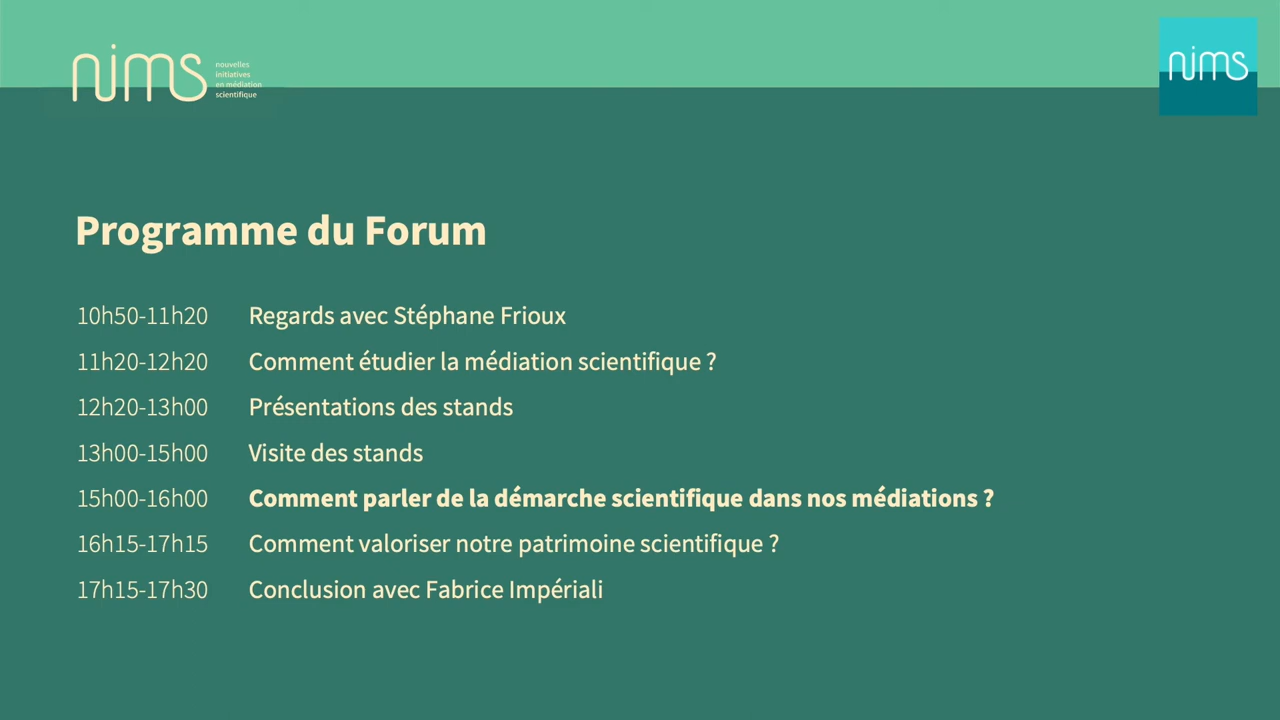 nims
nouvelles
initiatives
en médiation
scientifique
nims
Programme du Forum
10h50-11h20 Regards avec Stéphane Frioux
11h20-12h20 Comment étudier la médiation scientifique ?
12h20-13h00 Présentations des stands
13h00-15h00 Visite des stands
15h00-16h00 Comment parler de la démarche scientifique dans nos médiations ?
16h15-17h15 Comment valoriser notre patrimoine scientifique ?
17h15-17h30 Conclusion avec Fabrice Impériali